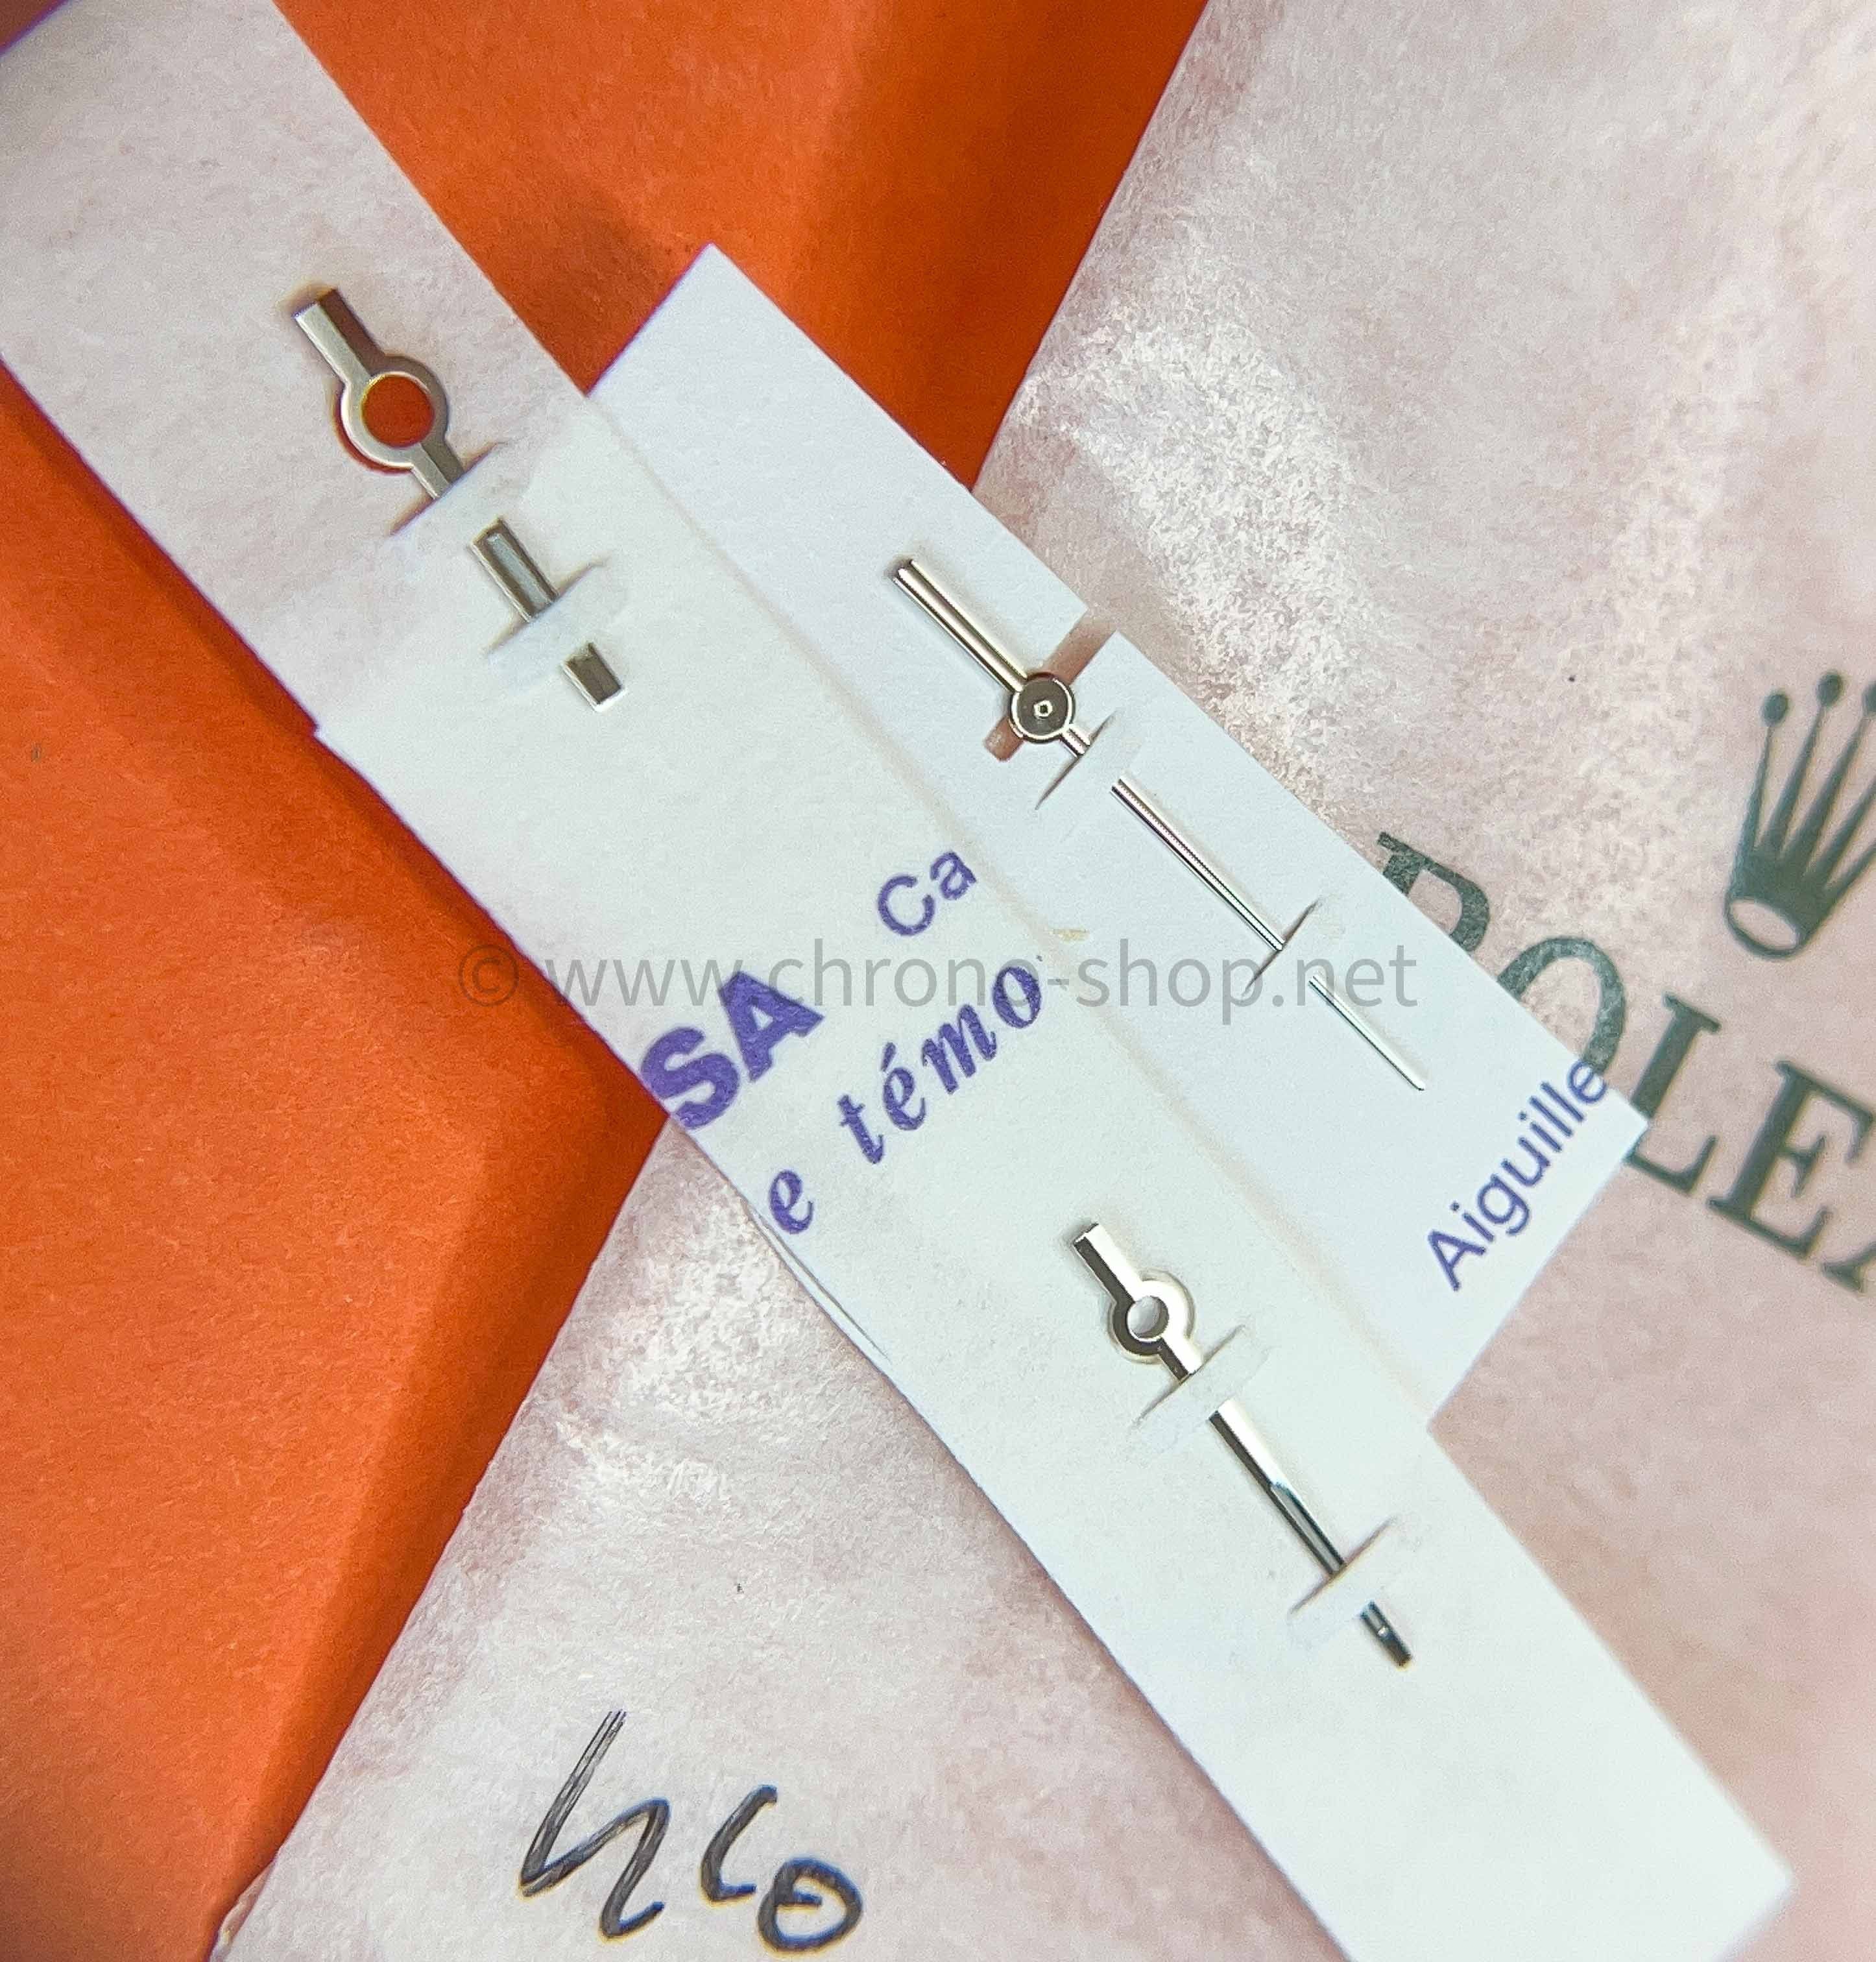 Ca
SA
e témo
© www.chrono-shop.net
ROLEX
Aiguille